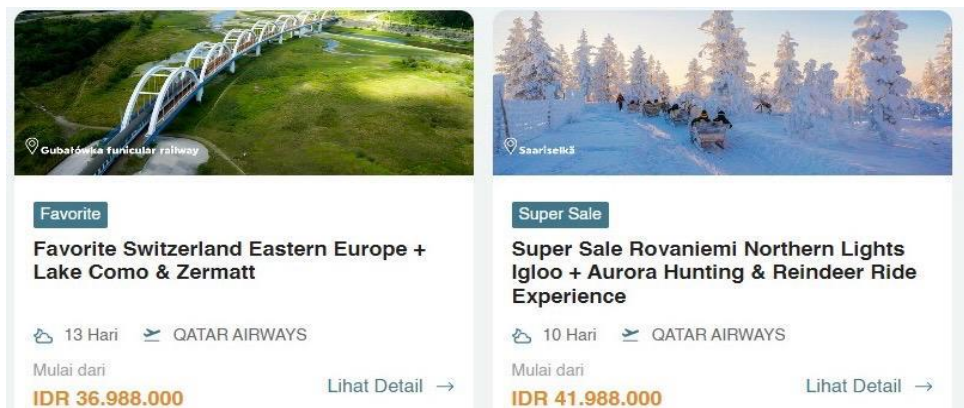 Gubałówka funicular railway
Favorite
Favorite Switzerland Eastern Europe +
Lake Como & Zermatt
13 Hari QATAR AIRWAYS
Mulai dari
IDR 36.988.000
Lihat Detail →
Saariselkä
Super Sale
Super Sale Rovaniemi Northern Lights
Igloo + Aurora Hunting & Reindeer Ride
Experience
10 Hari QATAR AIRWAYS
Mulai dari
IDR 41.988.000
Lihat Detail →